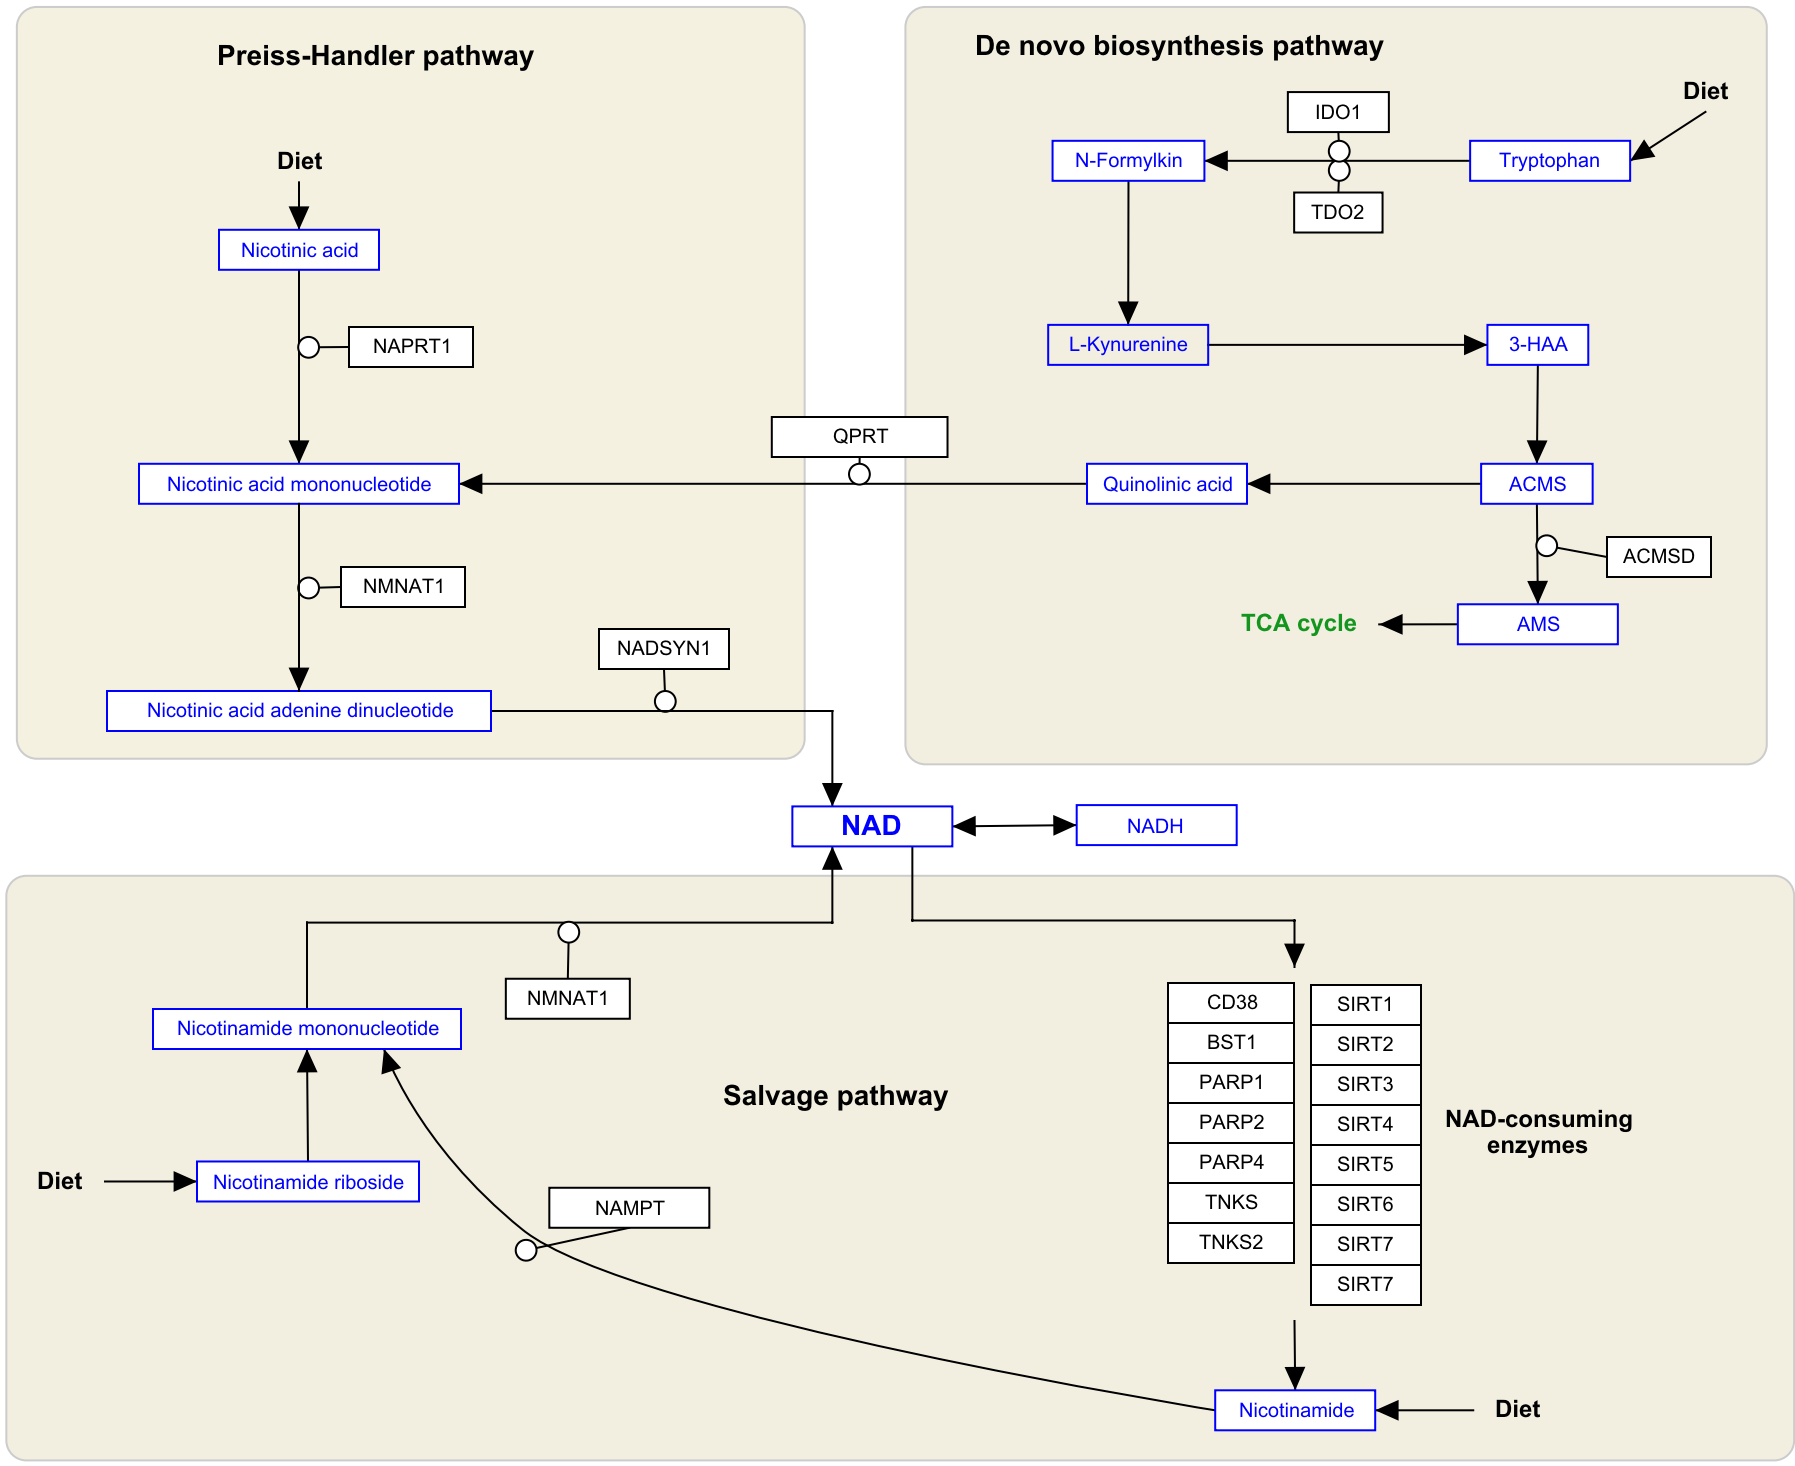 Preiss-Handler pathway
Diet
Nicotinic acid
NAPRT1
Nicotinic acid mononucleotide
NMNAT1
Nicotinic acid adenine dinucleotide
NADSYN1
QPRT
De novo biosynthesis pathway
Diet
IDO1
N-Formylkin
Tryptophan
TDO2
L-Kynurenine
3-HAA
Quinolinic acid
ACMS
ACMSD
TCA cycle
AMS
NAD
NADH
NMNAT1
Nicotinamide mononucleotide
Salvage pathway
Diet
Nicotinamide riboside
NAMPT
CD38
BST1
PARP1
PARP2
PARP4
TNKS
TNKS2
SIRT1
SIRT2
SIRT3
SIRT4
SIRT5
SIRT6
SIRT7
SIRT7
NAD-consuming
enzymes
Nicotinamide
Diet